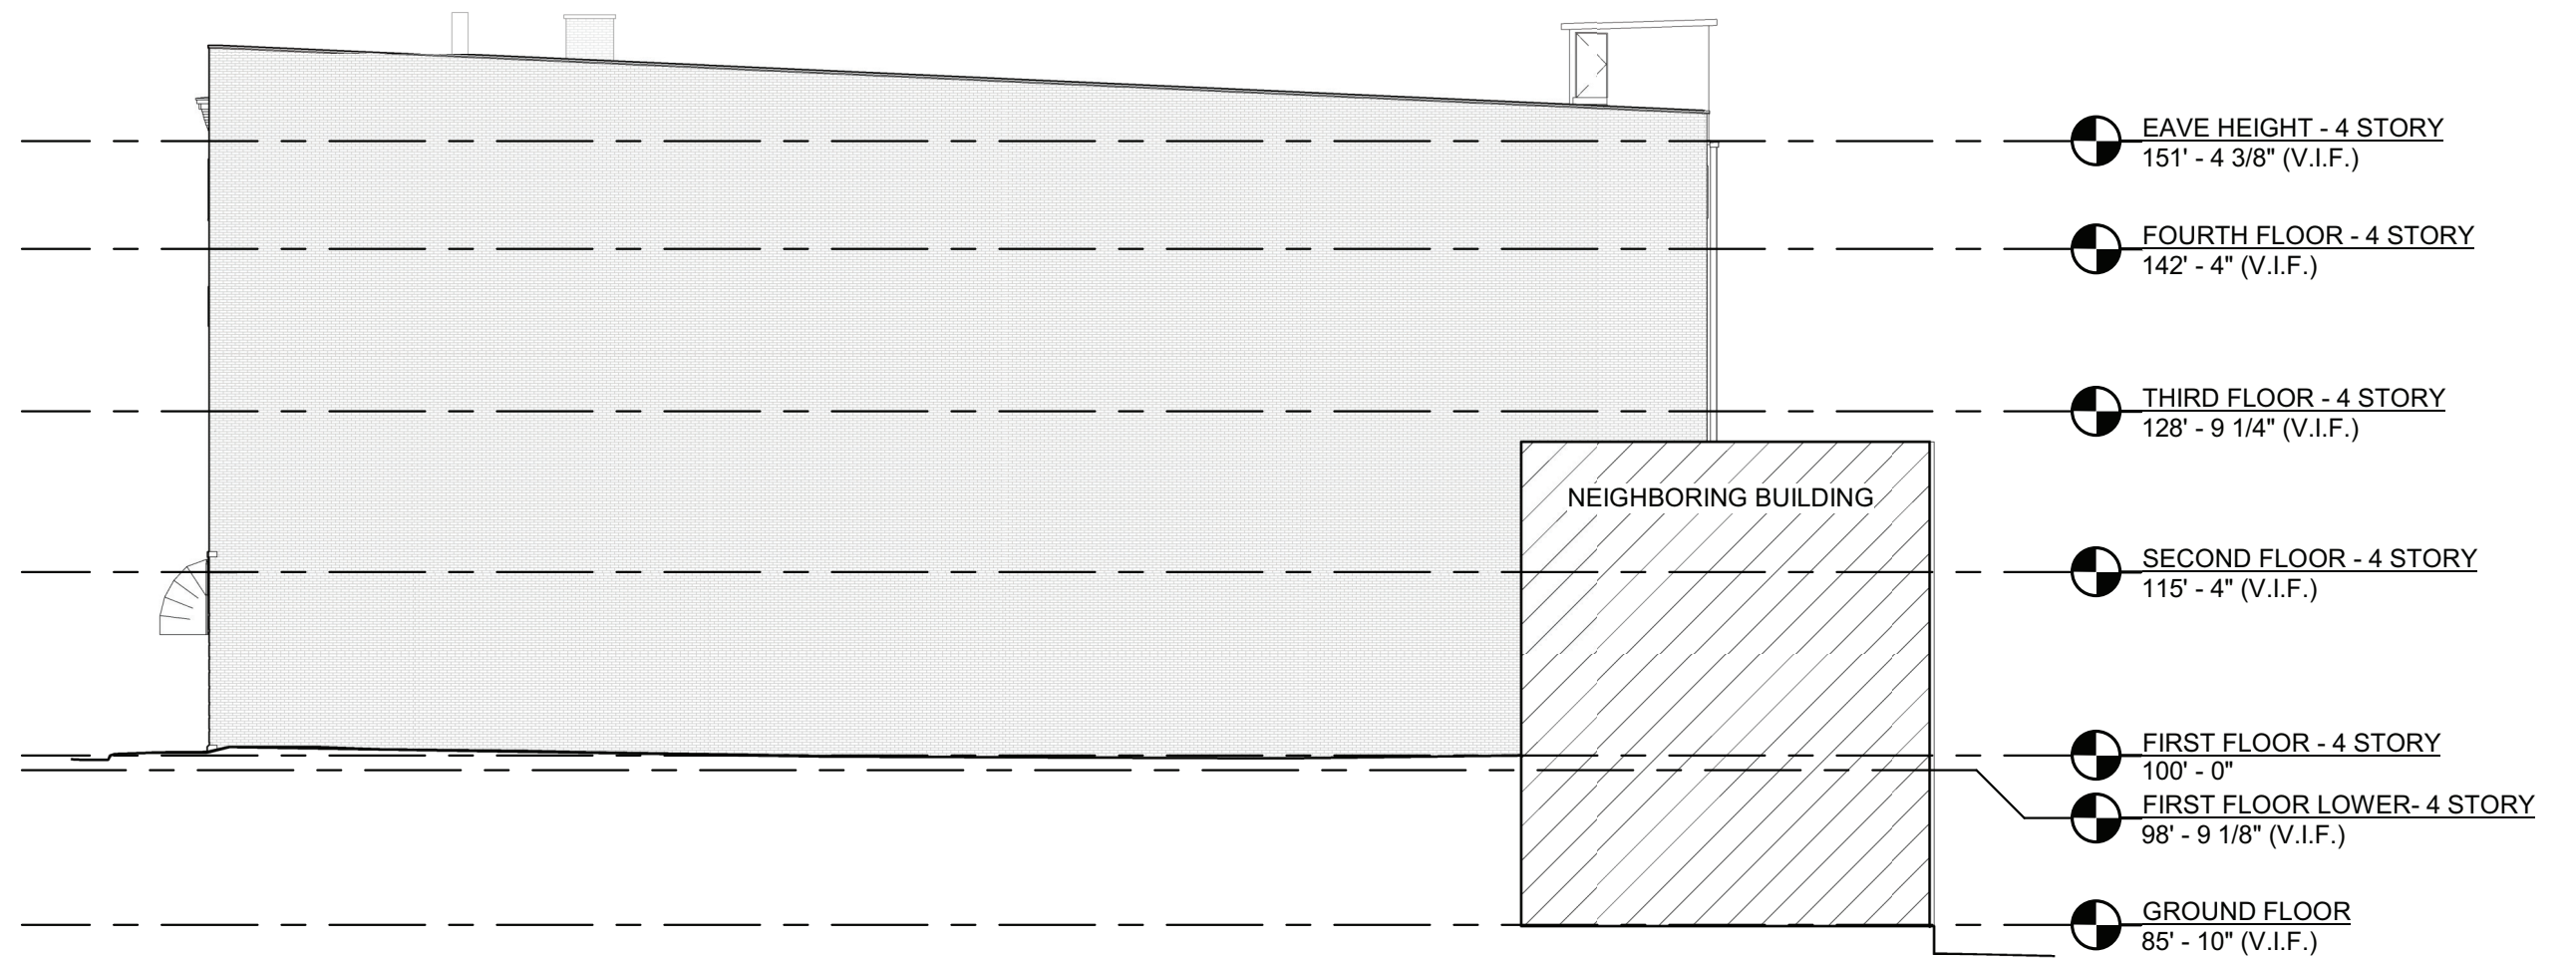 EAVE HEIGHT - 4 STORY
151' - 4 3/8" (V.I.F.)
FOURTH FLOOR - 4 STORY
142' - 4" (V.I.F.)
THIRD FLOOR - 4 STORY
128' - 9 1/4" (V.I.F.)
NEIGHBORING BUILDING
SECOND FLOOR - 4 STORY
115' - 4" (V.I.F.)
FIRST FLOOR - 4 STORY
100' - 0"
FIRST FLOOR LOWER- 4 STORY
98' - 9 1/8" (V.I.F.)
GROUND FLOOR
85' - 10" (V.I.F.)